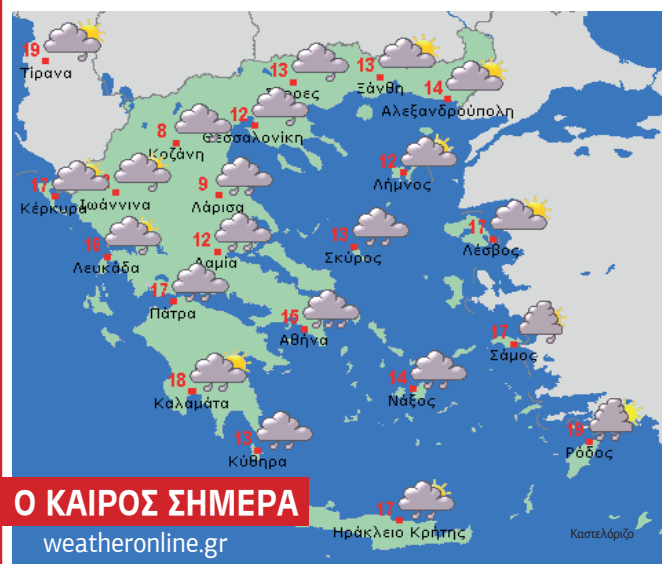 19
Τίρανα
13
13
Ξάνθη
14
Αλεξανδρούπολη
12
Θεσσαλονίκη
8
Κοζάνη
12
Λήμνος
17
Κέρκυρα
Ιωάννινα
9
Λάρισα
16
Λευκάδα
12
Λαμία
13
Σκύρος
17
Λέσβος
17
Πάτρα
15
Αθήνα
17
Σάμος
18
Καλαμάτα
14
Νάξος
13
Κύθηρα
19
Ρόδος
17
Ηράκλειο Κρήτης
Καστελόριζο
Ο ΚΑΙΡΟΣ ΣΗΜΕΡΑ
weatheronline.gr